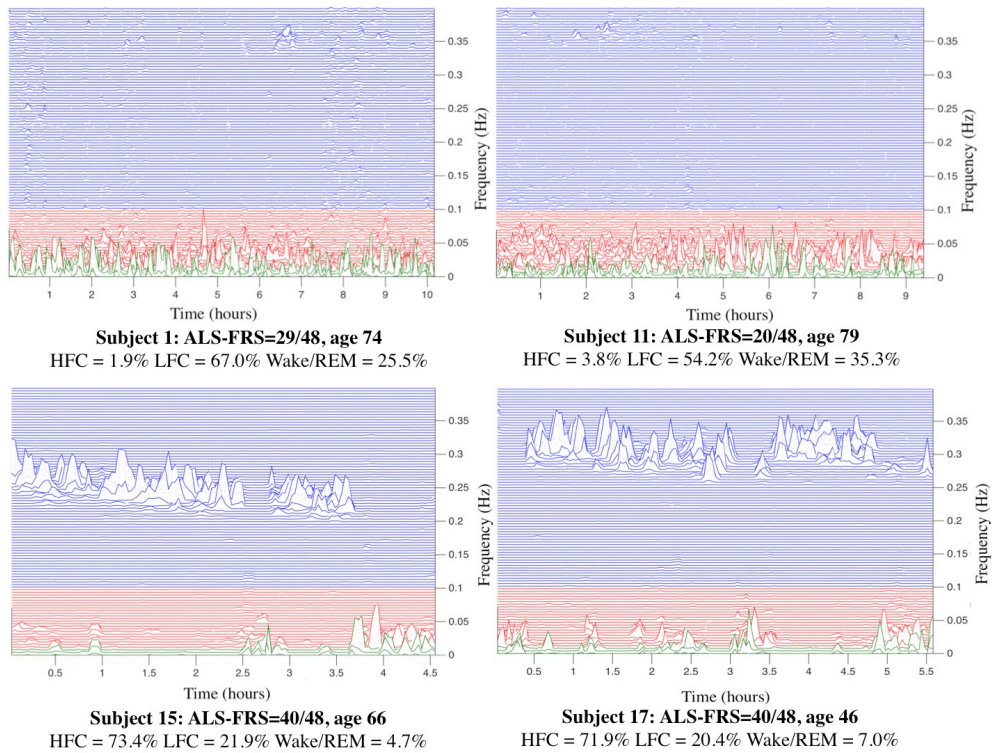 0.35
0.3
0.25
0.2
0.15
0.1
0.05
0
Frequency (Hz)
1 2 3 4 5 6 7 8 9 10
Time (hours)
Subject 1: ALS-FRS=29/48, age 74
HFC = 1.9% LFC = 67.0% Wake/REM = 25.5%
0.35
0.3
0.25
0.2
0.15
0.1
0.05
0
Frequency (Hz)
1 2 3 4 5 6 7 8 9
Time (hours)
Subject 11: ALS-FRS=20/48, age 79
HFC = 3.8% LFC = 54.2% Wake/REM = 35.3%
0.35
0.3
0.25
0.2
0.15
0.1
0.05
0
Frequency (Hz)
0.5 1 1.5 2 2.5 3 3.5 4 4.5
Time (hours)
Subject 15: ALS-FRS=40/48, age 66
HFC = 73.4% LFC = 21.9% Wake/REM = 4.7%
0.35
0.3
0.25
0.2
0.15
0.1
0.05
0
Frequency (Hz)
0.5 1 1.5 2 2.5 3 3.5 4 4.5 5 5.5
Time (hours)
Subject 17: ALS-FRS=40/48, age 46
HFC = 71.9% LFC = 20.4% Wake/REM = 7.0%